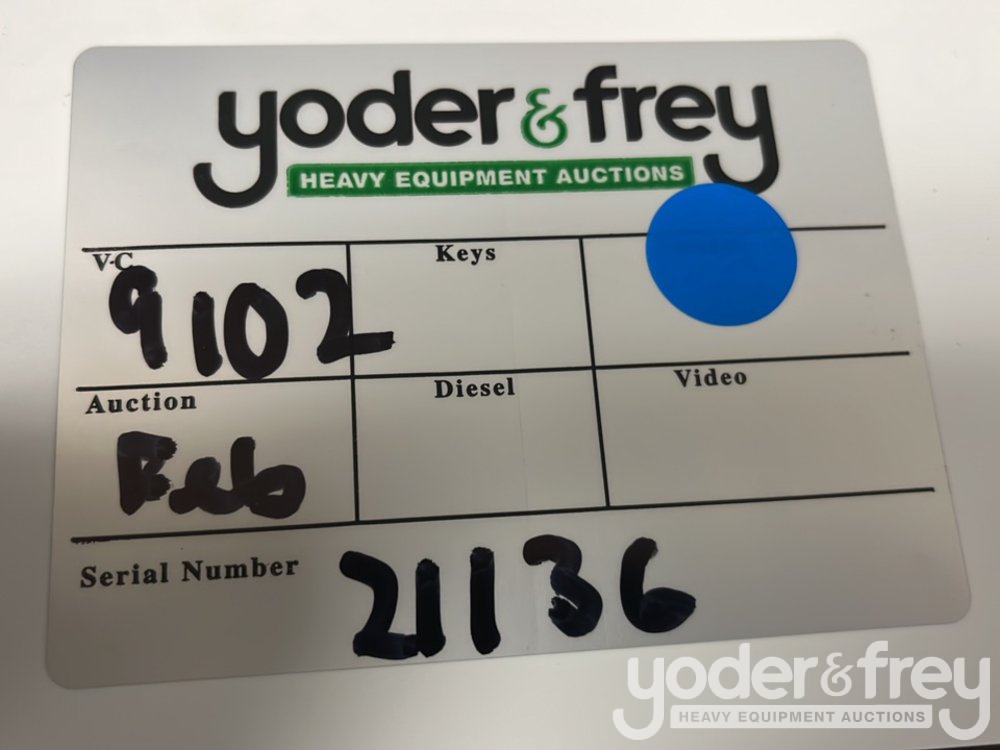 yoder & frey
HEAVY EQUIPMENT AUCTIONS
V-C Keys
9102
Auction Diesel Video
Feb
Serial Number 21136
yoder & frey
HEAVY EQUIPMENT AUCTIONS